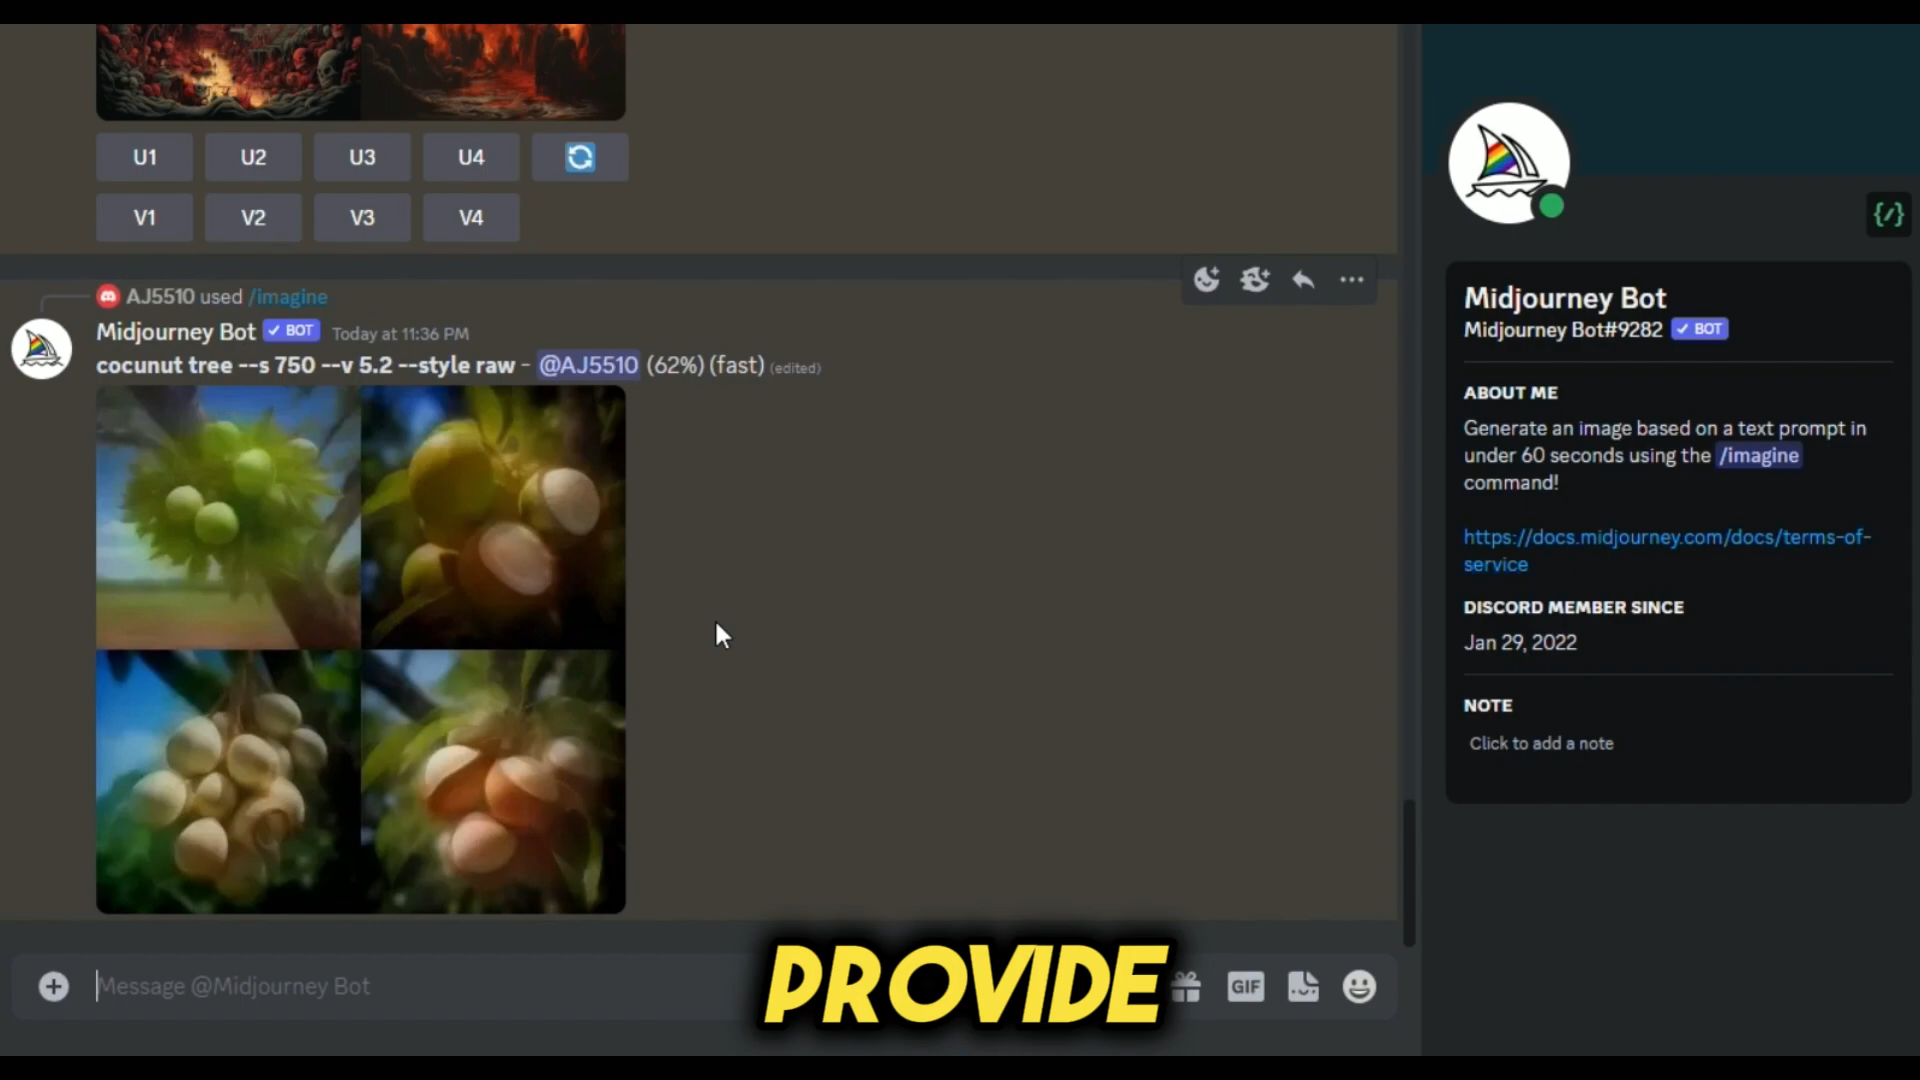 U1 U2 U3 U4
V1 V2 V3 V4
AJ5510 used /imagine
Midjourney Bot ✓ BOT Today at 11:36 PM
cocunut tree --s 750 --v 5.2 --style raw - @AJ5510 (62%) (fast) (edited)
Message @Midjourney Bot
GIF
PROVIDE
{/}
Midjourney Bot
Midjourney Bot#9282 ✓ BOT
ABOUT ME
Generate an image based on a text prompt in
under 60 seconds using the /imagine
command!
https://docs.midjourney.com/docs/terms-of-
service
DISCORD MEMBER SINCE
Jan 29, 2022
NOTE
Click to add a note